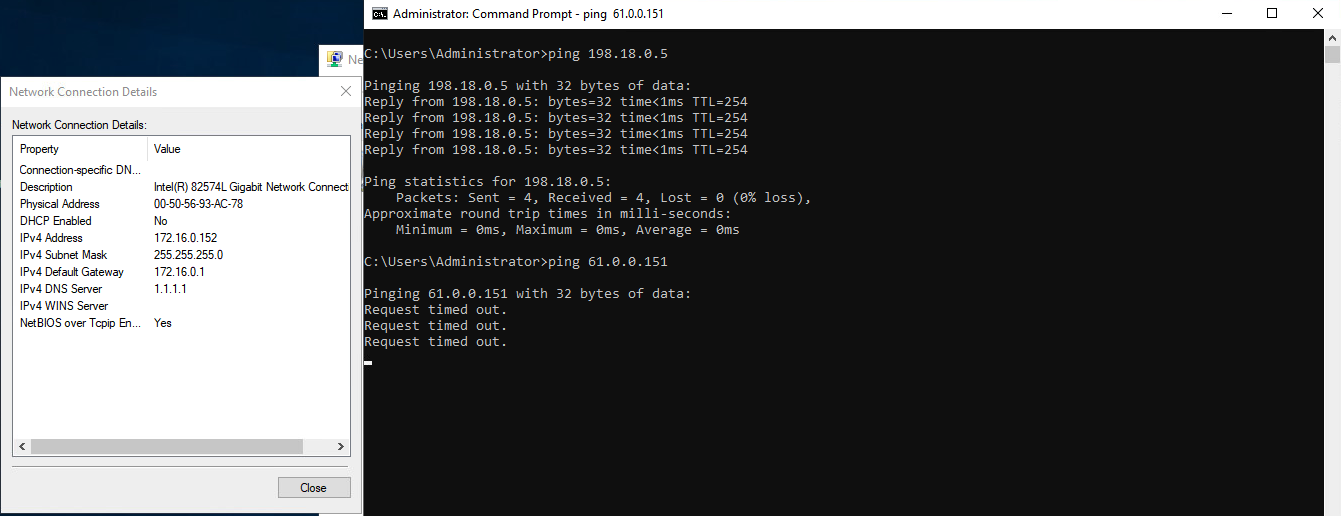 Administrator: Command Prompt - ping 61.0.0.151
C:\Users\Administrator>ping 198.18.0.5
Pinging 198.18.0.5 with 32 bytes of data:
Reply from 198.18.0.5: bytes=32 time<1ms TTL=254
Reply from 198.18.0.5: bytes=32 time<1ms TTL=254
Reply from 198.18.0.5: bytes=32 time<1ms TTL=254
Reply from 198.18.0.5: bytes=32 time<1ms TTL=254
Ping statistics for 198.18.0.5:
Packets: Sent = 4, Received = 4, Lost = 0 (0% loss),
Approximate round trip times in milli-seconds:
Minimum = 0ms, Maximum = 0ms, Average = 0ms
C:\Users\Administrator>ping 61.0.0.151
Pinging 61.0.0.151 with 32 bytes of data:
Request timed out.
Request timed out.
Request timed out.
Ne
Network Connection Details
Network Connection Details:
Property Value
Connection-specific DN...
Description Intel(R) 82574L Gigabit Network Connect
Physical Address 00-50-56-93-AC-78
DHCP Enabled No
IPv4 Address 172.16.0.152
IPv4 Subnet Mask 255.255.255.0
IPv4 Default Gateway 172.16.0.1
IPv4 DNS Server 1.1.1.1
IPv4 WINS Server
NetBIOS over Tcpip En... Yes
Close